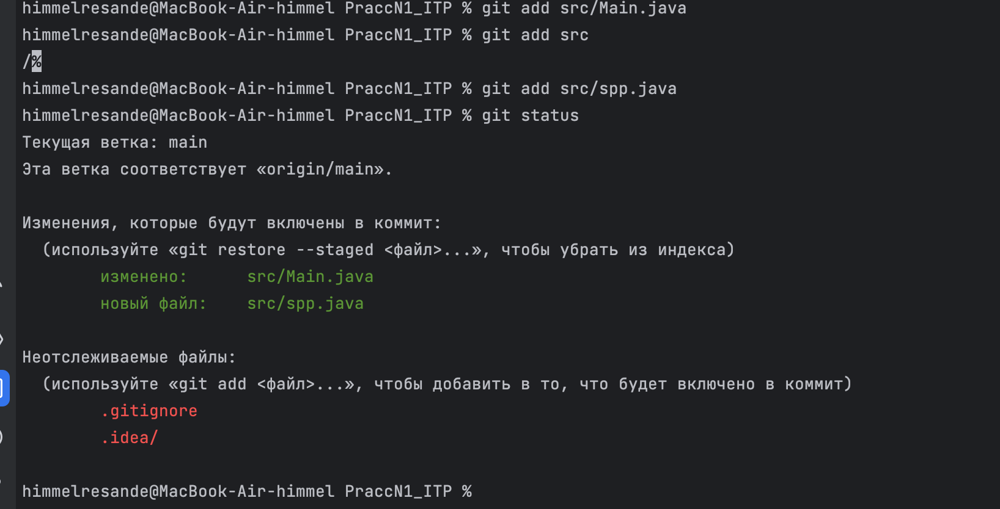 himmelresande@MacBook-Air-himmel PraccN1_ITP % git add src/Main.java
himmelresande@MacBook-Air-himmel PraccN1_ITP % git add src
/%
himmelresande@MacBook-Air-himmel PraccN1_ITP % git add src/spp.java
himmelresande@MacBook-Air-himmel PraccN1_ITP % git status
Текущая ветка: main
Эта ветка соответствует «origin/main».
Изменения, которые будут включены в коммит:
(используйте «git restore --staged <файл>...», чтобы убрать из индекса)
изменено: src/Main.java
новый файл: src/spp.java
Неотслеживаемые файлы:
(используйте «git add <файл>...», чтобы добавить в то, что будет включено в коммит)
.gitignore
.idea/
himmelresande@MacBook-Air-himmel PraccN1_ITP %